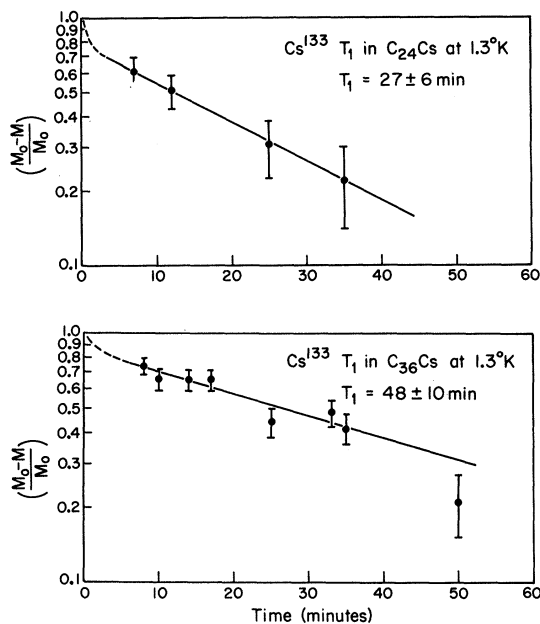 Cs¹³³ T₁ in C₂₄Cs at 1.3°K
T₁ = 27 ± 6 min
(M₀-M / M₀)
1.0
0.9
0.8
0.7
0.6
0.5
0.4
0.3
0.2
0.1
0 10 20 30 40 50 60
Cs¹³³ T₁ in C₃₆Cs at 1.3°K
T₁ = 48 ± 10 min
(M₀-M / M₀)
1.0
0.9
0.8
0.7
0.6
0.5
0.4
0.3
0.2
0.1
0 10 20 30 40 50 60
Time (minutes)